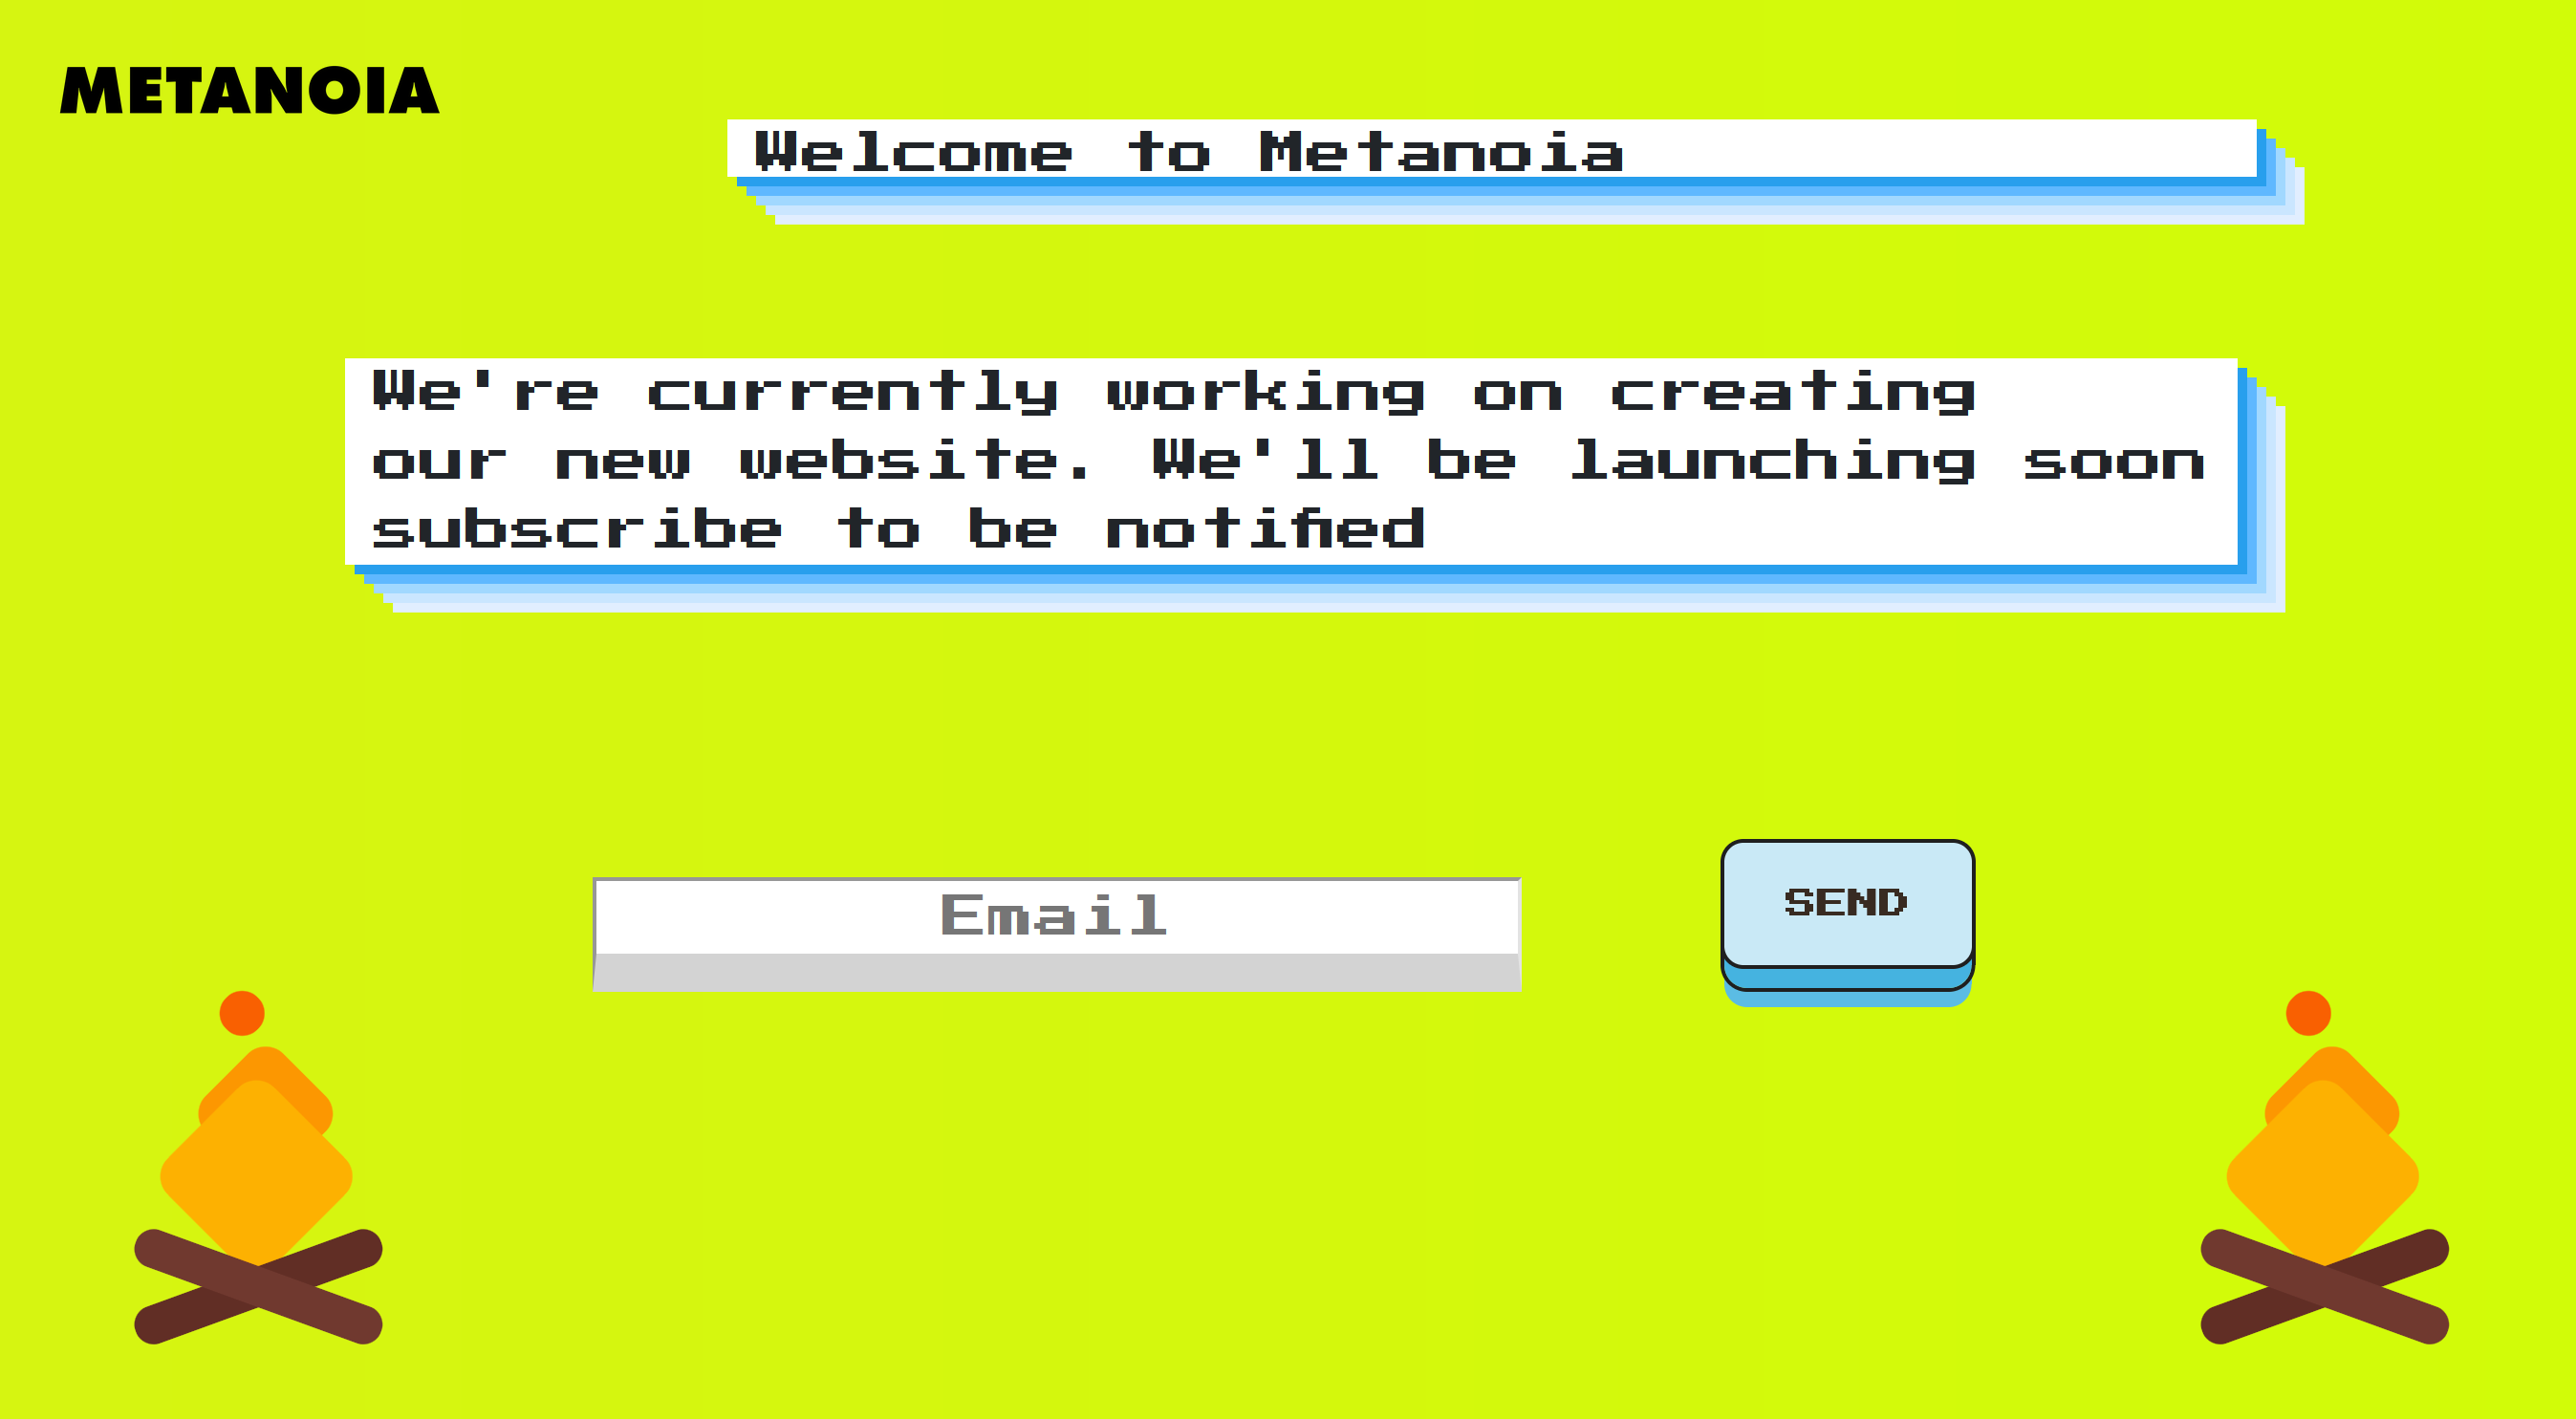 METANOIA
Welcome to Metanoia
We're currently working on creating
our new website. We'll be launching soon
subscribe to be notified
Email
SEND